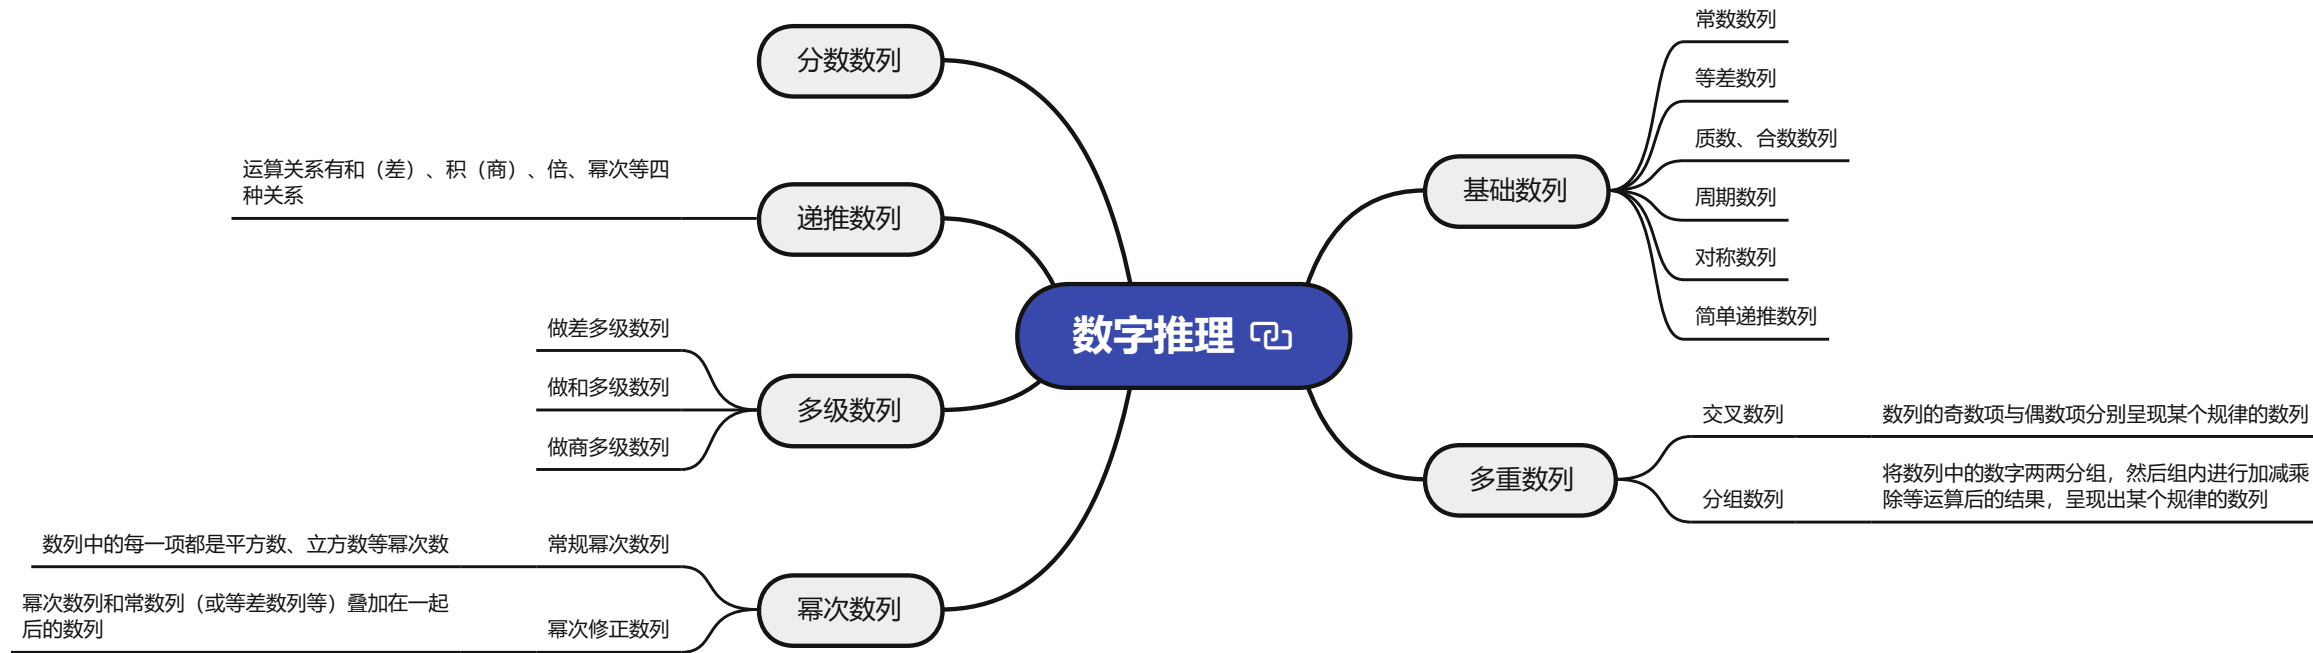 数字推理
基础数列
常数数列
等差数列
质数、合数数列
周期数列
对称数列
简单递推数列
多重数列
交叉数列
数列的奇数项与偶数项分别呈现某个规律的数列
分组数列
将数列中的数字两两分组，然后组内进行加减乘
除等运算后的结果，呈现出某个规律的数列
分数数列
递推数列
运算关系有和（差）、积（商）、倍、幂次等四
种关系
多级数列
做差多级数列
做和多级数列
做商多级数列
幂次数列
常规幂次数列
数列中的每一项都是平方数、立方数等幂次数
幂次修正数列
幂次数列和常数列（或等差数列等）叠加在一起
后的数列